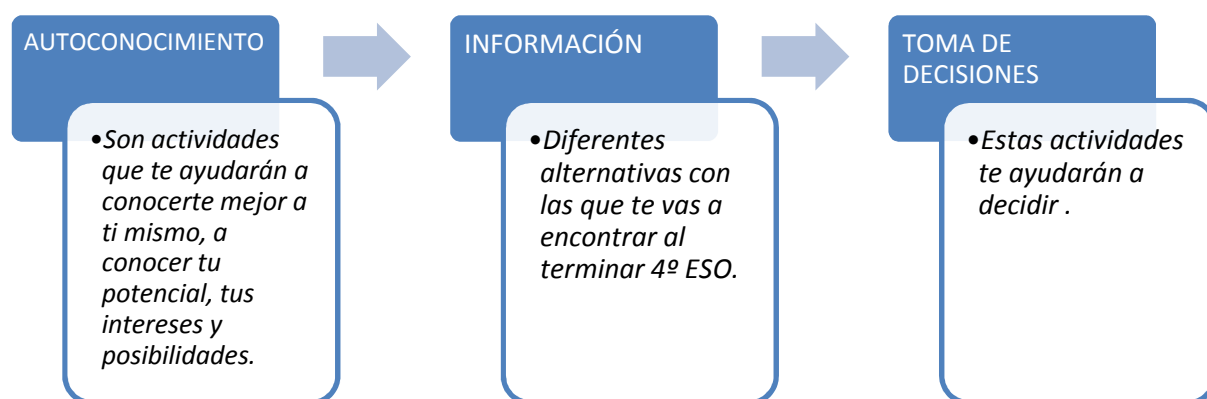 AUTOCONOCIMIENTO
•Son actividades
que te ayudarán a
conocerte mejor a
ti mismo, a
conocer tu
potencial, tus
intereses y
posibilidades.
INFORMACIÓN
•Diferentes
alternativas con
las que te vas a
encontrar al
terminar 4º ESO.
TOMA DE
DECISIONES
•Estas actividades
te ayudarán a
decidir .